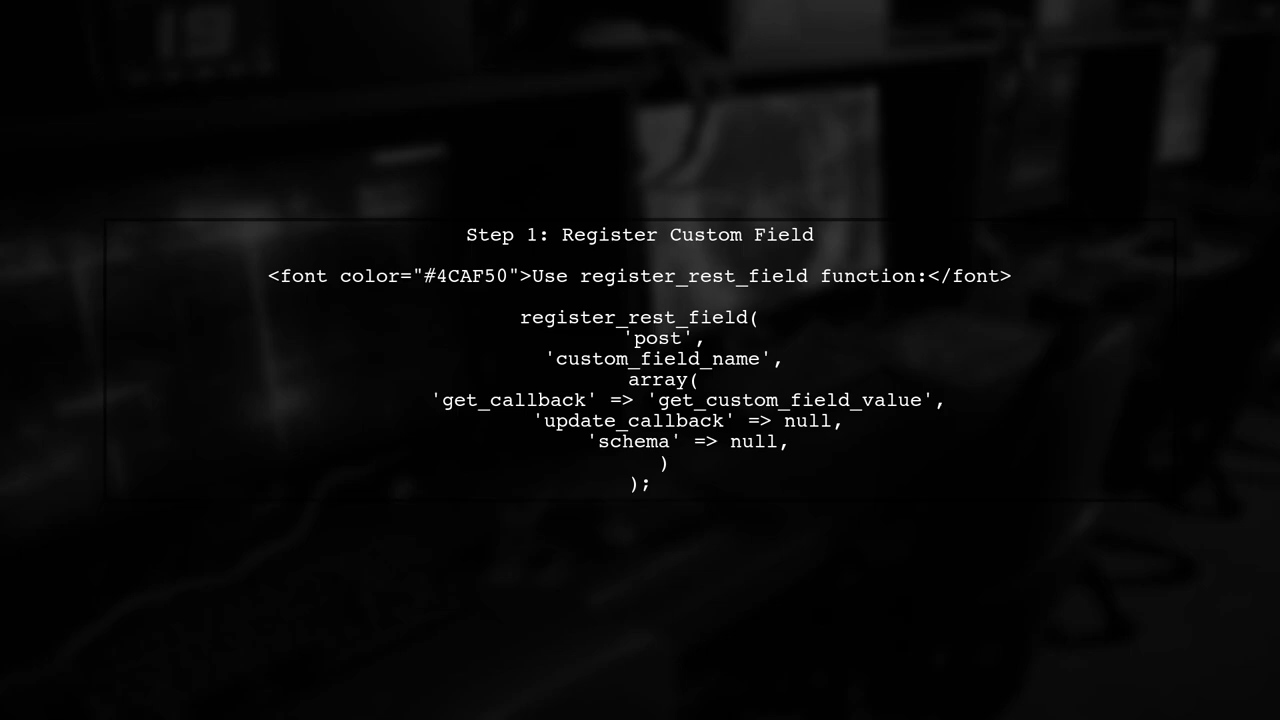 Step 1: Register Custom Field
<font color="#4CAF50">Use register_rest_field function:</font>
register_rest_field(
'post',
'custom_field_name',
array(
'get_callback' => 'get_custom_field_value',
'update_callback' => null,
'schema' => null,
)
);